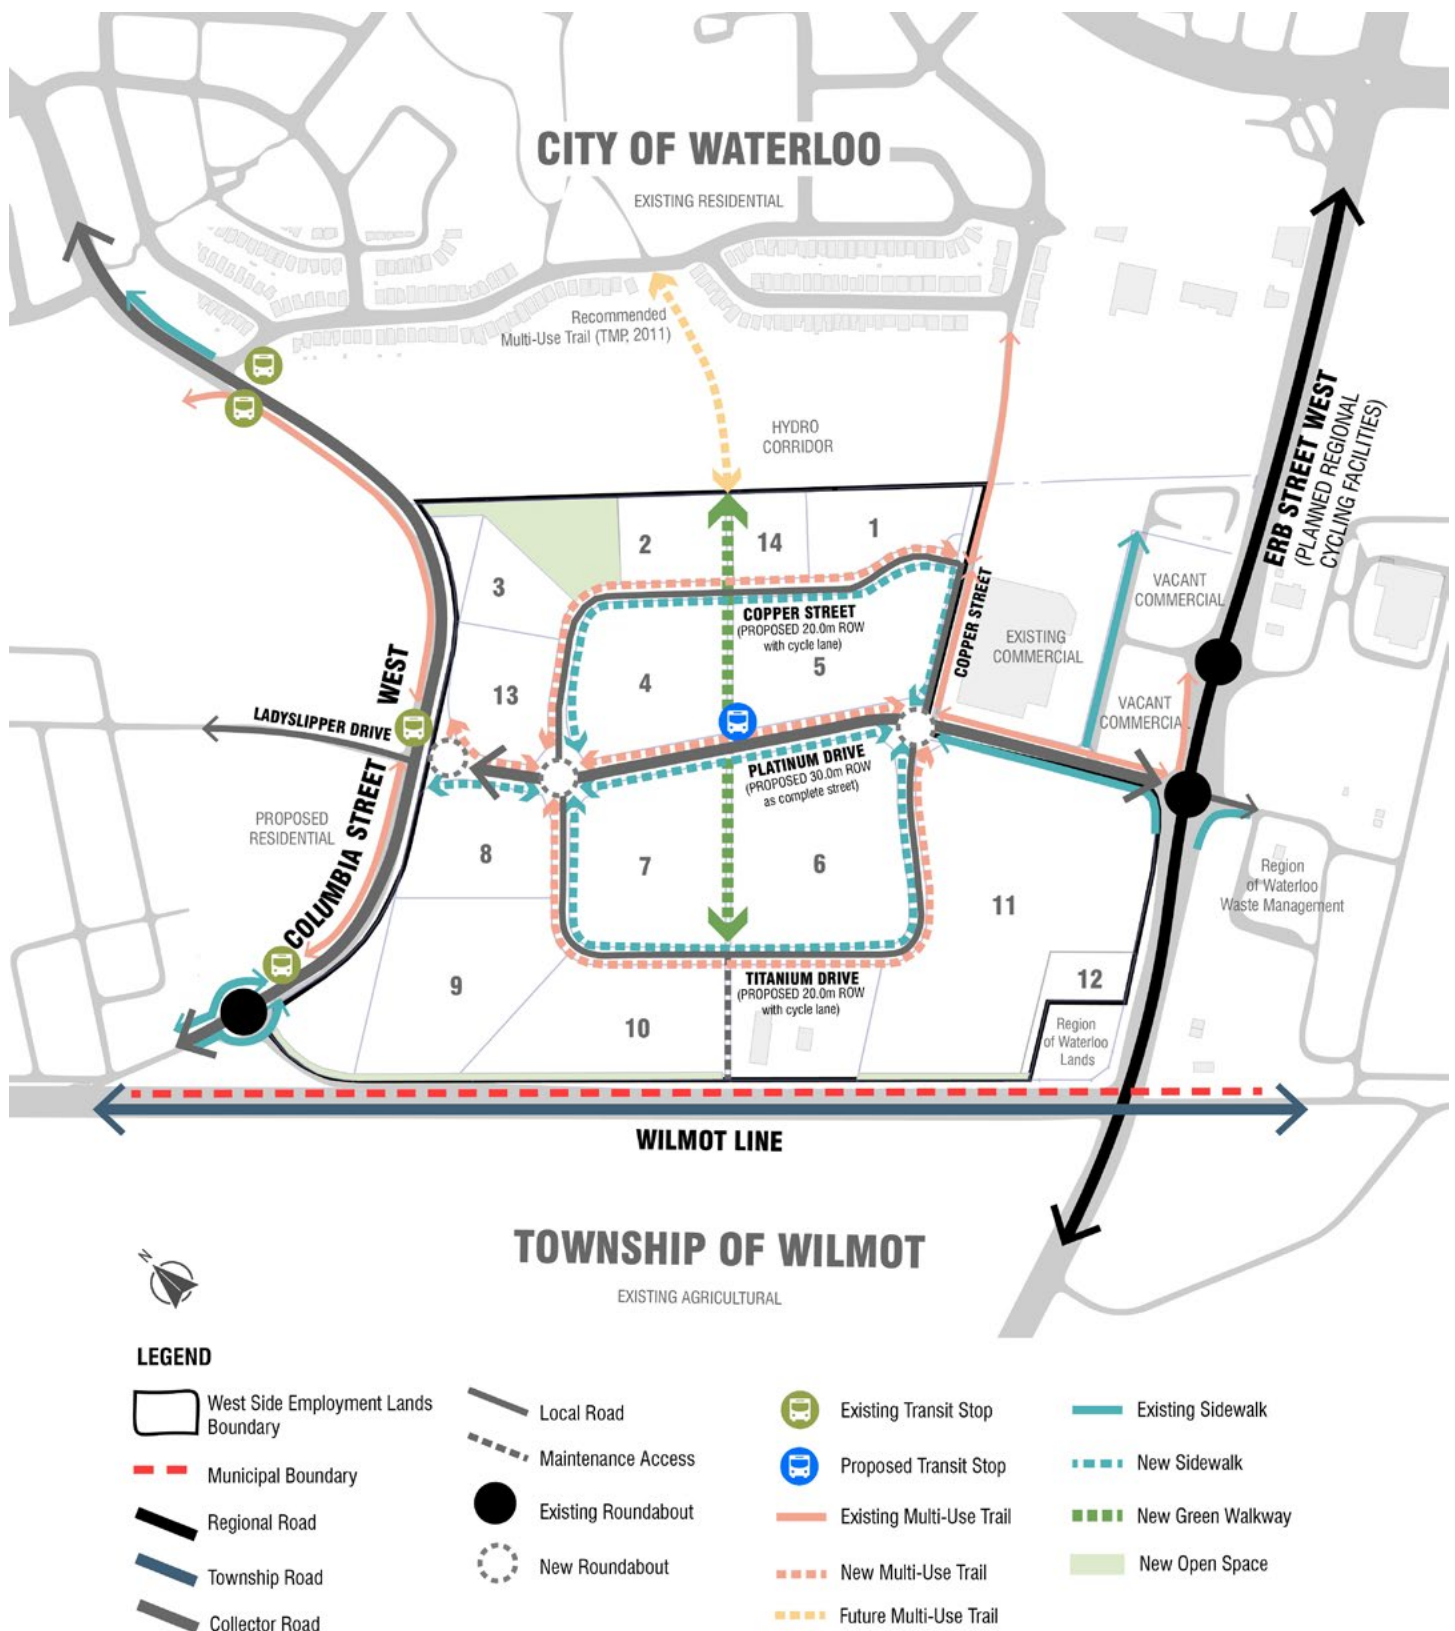 CITY OF WATERLOO
EXISTING RESIDENTIAL
Recommended
Multi-Use Trail (TMP, 2011)
HYDRO
CORRIDOR
ERB STREET WEST
(PLANNED REGIONAL
CYCLING FACILITIES)
1
2
14
3
COPPER STREET
(PROPOSED 20.0m ROW
with cycle lane)
COPPER STREET
EXISTING
COMMERCIAL
VACANT
COMMERCIAL
VACANT
COMMERCIAL
4
5
13
LADYSLIPPER DRIVE
COLUMBIA STREET WEST
PLATINUM DRIVE
(PROPOSED 30.0m ROW
as complete street)
PROPOSED
RESIDENTIAL
8
7
6
11
Region
of Waterloo
Waste Management
9
10
12
TITANIUM DRIVE
(PROPOSED 20.0m ROW
with cycle lane)
Region
of Waterloo
Lands
WILMOT LINE
TOWNSHIP OF WILMOT
EXISTING AGRICULTURAL
N
LEGEND
West Side Employment Lands
Boundary
Municipal Boundary
Regional Road
Township Road
Collector Road
Local Road
Maintenance Access
Existing Roundabout
New Roundabout
Existing Transit Stop
Proposed Transit Stop
Existing Multi-Use Trail
New Multi-Use Trail
Future Multi-Use Trail
Existing Sidewalk
New Sidewalk
New Green Walkway
New Open Space